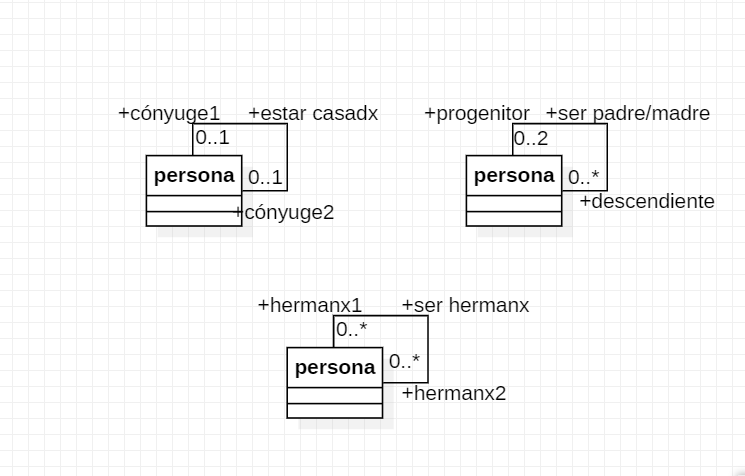 +cónyuge1 +estar casadx
0..1
persona 0..1
+cónyuge2
+progenitor +ser padre/madre
0..2
persona 0..*
+descendiente
+hermanx1 +ser hermanx
0..*
persona 0..*
+hermanx2